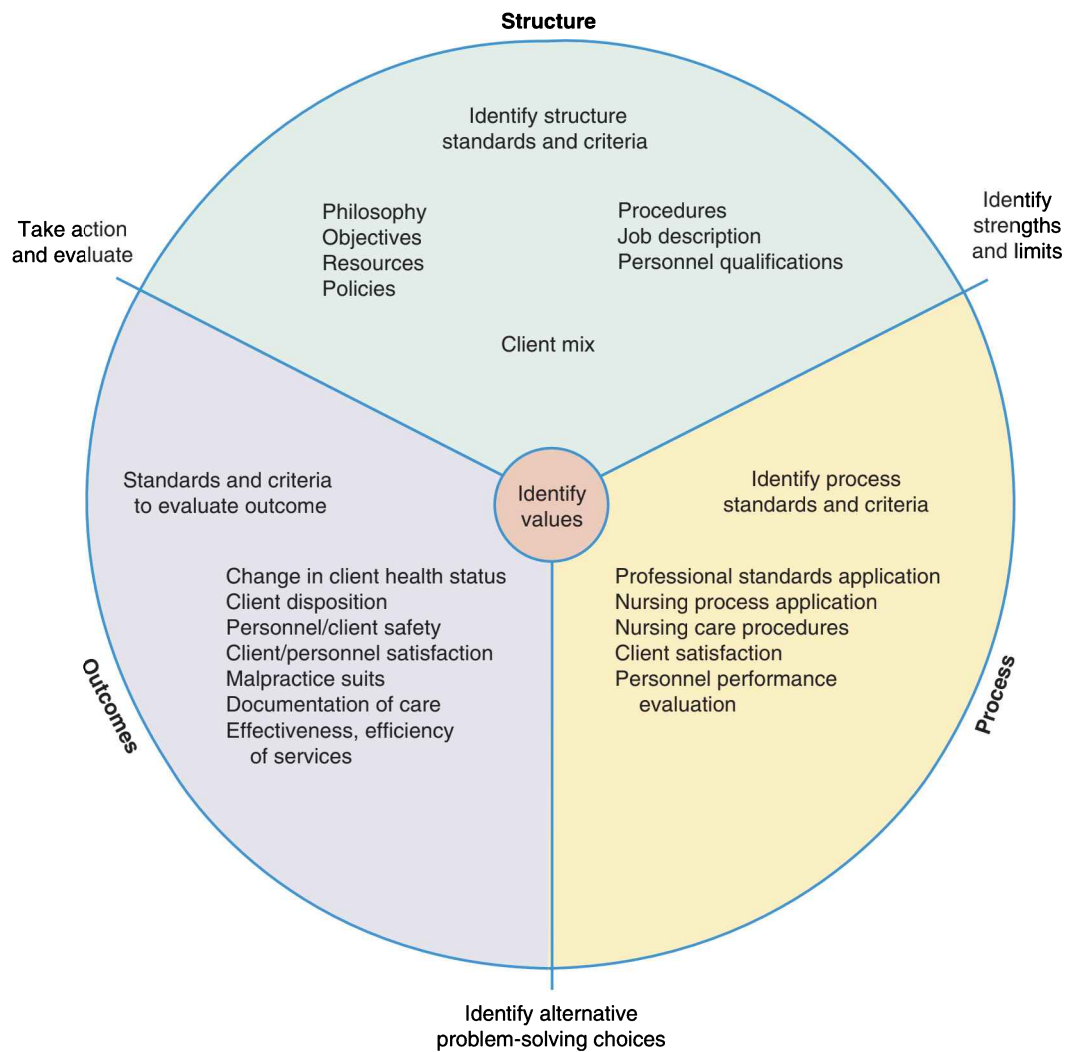 Structure
Identify structure
standards and criteria
Philosophy
Objectives
Resources
Policies
Procedures
Job description
Personnel qualifications
Client mix
Take action
and evaluate
Identify
strengths
and limits
Identify
values
Standards and criteria
to evaluate outcome
Change in client health status
Client disposition
Personnel/client safety
Client/personnel satisfaction
Malpractice suits
Documentation of care
Effectiveness, efficiency
of services
Outcomes
Identify process
standards and criteria
Professional standards application
Nursing process application
Nursing care procedures
Client satisfaction
Personnel performance
evaluation
Process
Identify alternative
problem-solving choices